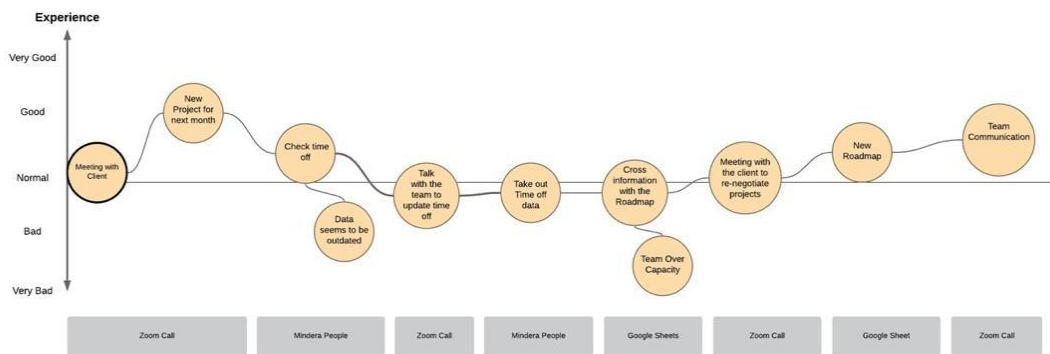 Experience
Very Good
Good
Normal
Bad
Very Bad
Meeting with
Client
New
Project for
next month
Check time
off
Data
seems to be
outdated
Talk
with the
team to
update time
off
Take out
Time off
data
Cross
information
with the
Roadmap
Team Over
Capacity
Meeting with
the client to
re-negotiate
projects
New
Roadmap
Team
Communication
Zoom Call
Mindera People
Zoom Call
Mindera People
Google Sheets
Zoom Call
Google Sheet
Zoom Call